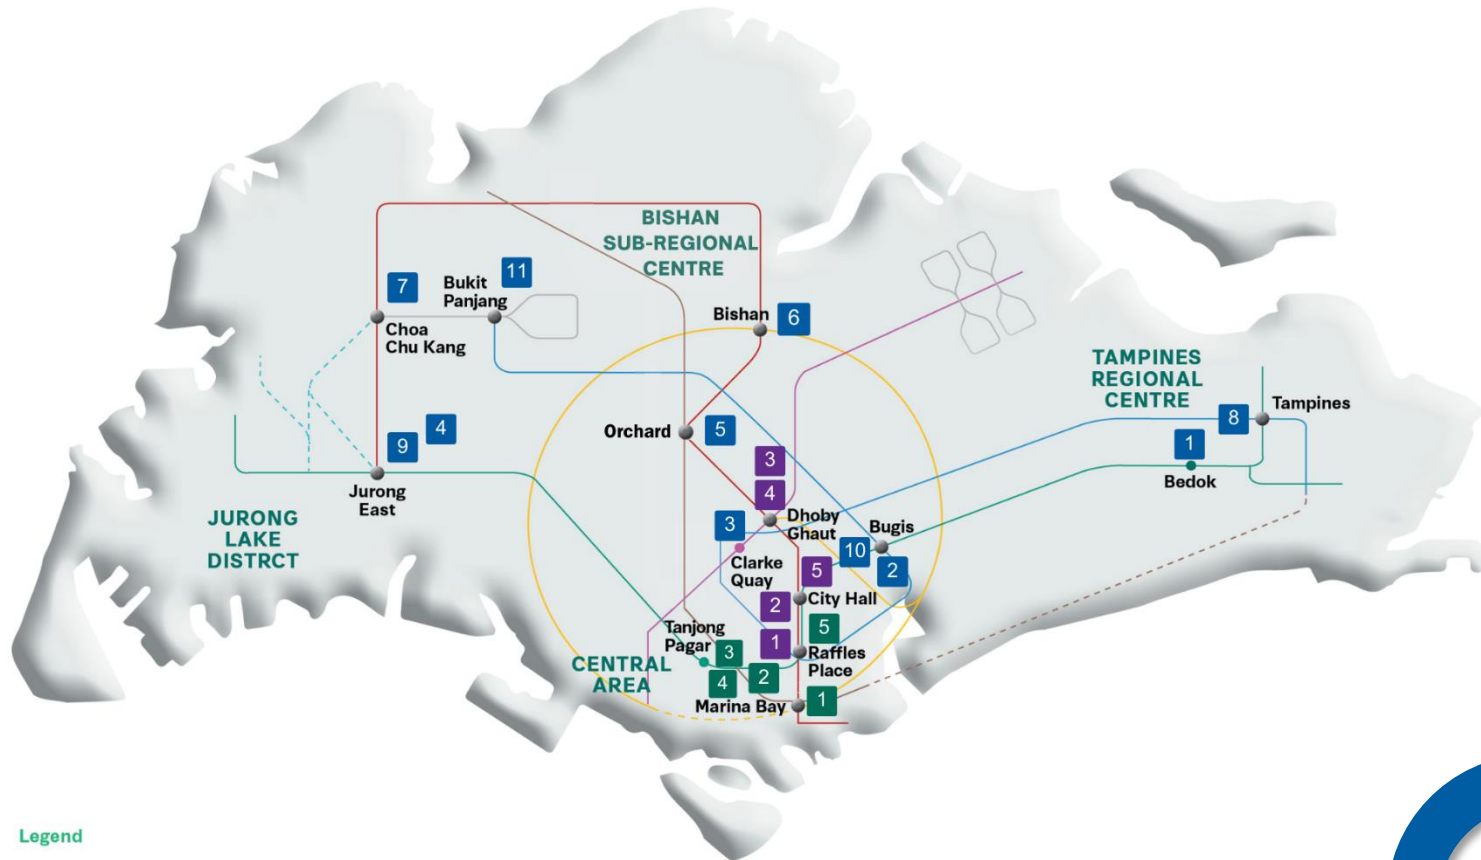 BISHAN
SUB-REGIONAL
CENTRE
11
7
Bukit
Panjang
Choa
Chu Kang
Bishan
6
TAMPINES
REGIONAL
CENTRE
Tampines
8
4
9
Orchard
5
1
Bedok
Jurong
East
3
4
JURONG
LAKE
DISTRCT
3
Dhoby
Ghaut
Bugis
10
2
Clarke
Quay
5
2
City Hall
5
1
Raffles
Place
Tanjong
Pagar
3
4
2
CENTRAL
AREA
Marina Bay
1
Legend